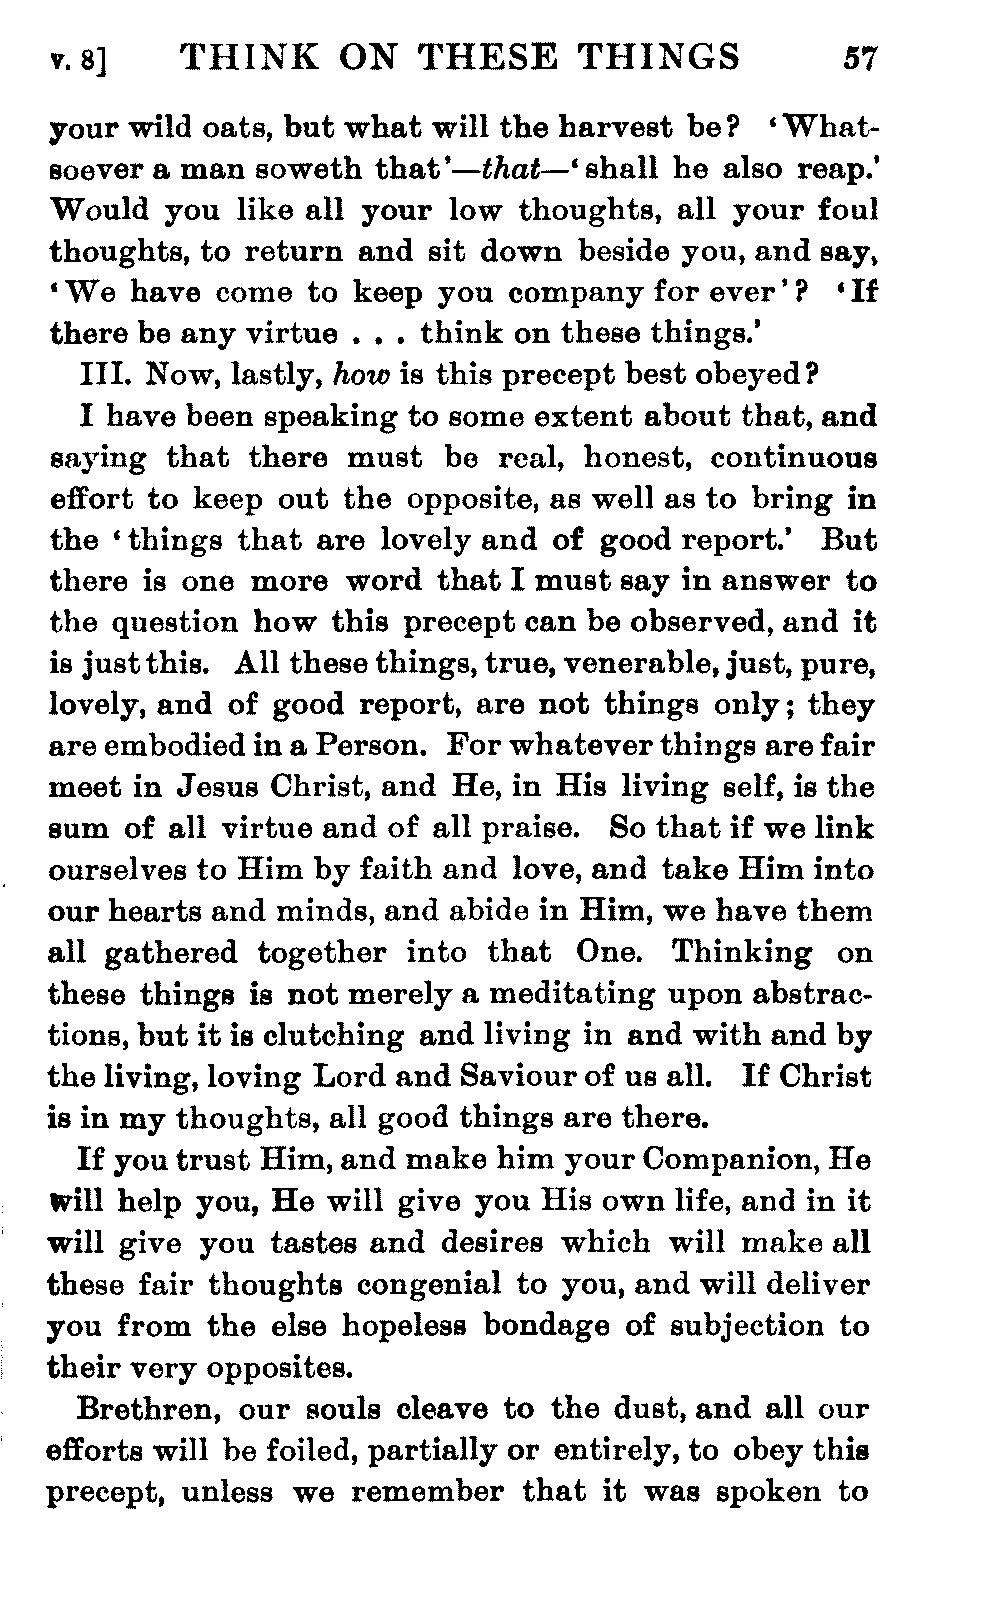 v. 8] THINK ON THESE THINGS 57
your wild oats, but what will the harvest be? ‘What-
soever a man soweth that’—that—‘shall he also reap.’
Would you like all your low thoughts, all your foul
thoughts, to return and sit down beside you, and say,
‘We have come to keep you company for ever’? ‘If
there be any virtue . . . think on these things.’
III. Now, lastly, how is this precept best obeyed?
I have been speaking to some extent about that, and
saying that there must be real, honest, continuous
effort to keep out the opposite, as well as to bring in
the ‘things that are lovely and of good report.’ But
there is one more word that I must say in answer to
the question how this precept can be observed, and it
is just this. All these things, true, venerable, just, pure,
lovely, and of good report, are not things only; they
are embodied in a Person. For whatever things are fair
meet in Jesus Christ, and He, in His living self, is the
sum of all virtue and of all praise. So that if we link
ourselves to Him by faith and love, and take Him into
our hearts and minds, and abide in Him, we have them
all gathered together into that One. Thinking on
these things is not merely a meditating upon abstrac-
tions, but it is clutching and living in and with and by
the living, loving Lord and Saviour of us all. If Christ
is in my thoughts, all good things are there.
If you trust Him, and make him your Companion, He
will help you, He will give you His own life, and in it
will give you tastes and desires which will make all
these fair thoughts congenial to you, and will deliver
you from the else hopeless bondage of subjection to
their very opposites.
Brethren, our souls cleave to the dust, and all our
efforts will be foiled, partially or entirely, to obey this
precept, unless we remember that it was spoken to